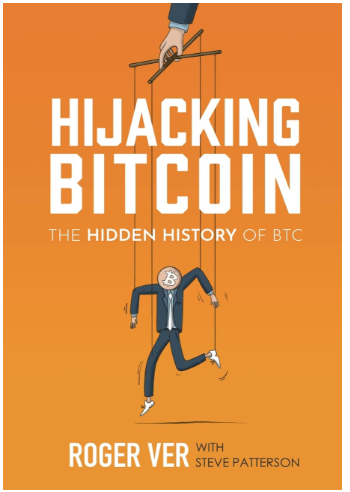 HIJACKING
BITCOIN
THE HIDDEN HISTORY OF BTC
ROGER VER WITH
STEVE PATTERSON